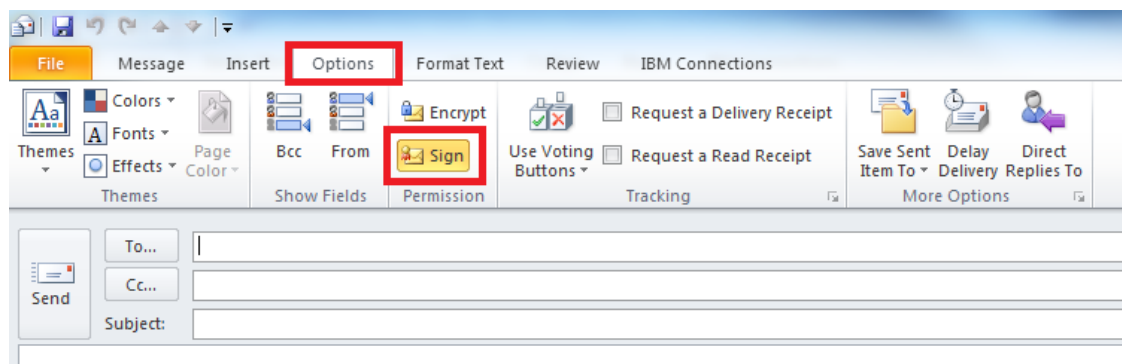 File Message Insert Options Format Text Review IBM Connections
Aa Colors
A Fonts
Effects
Themes
Page
Color
Bcc From
Encrypt
Sign
Use Voting
Buttons
Request a Delivery Receipt
Request a Read Receipt
Save Sent
Item To
Delay
Delivery
Direct
Replies To
Themes Show Fields Permission Tracking More Options
Send
To...
Cc...
Subject: